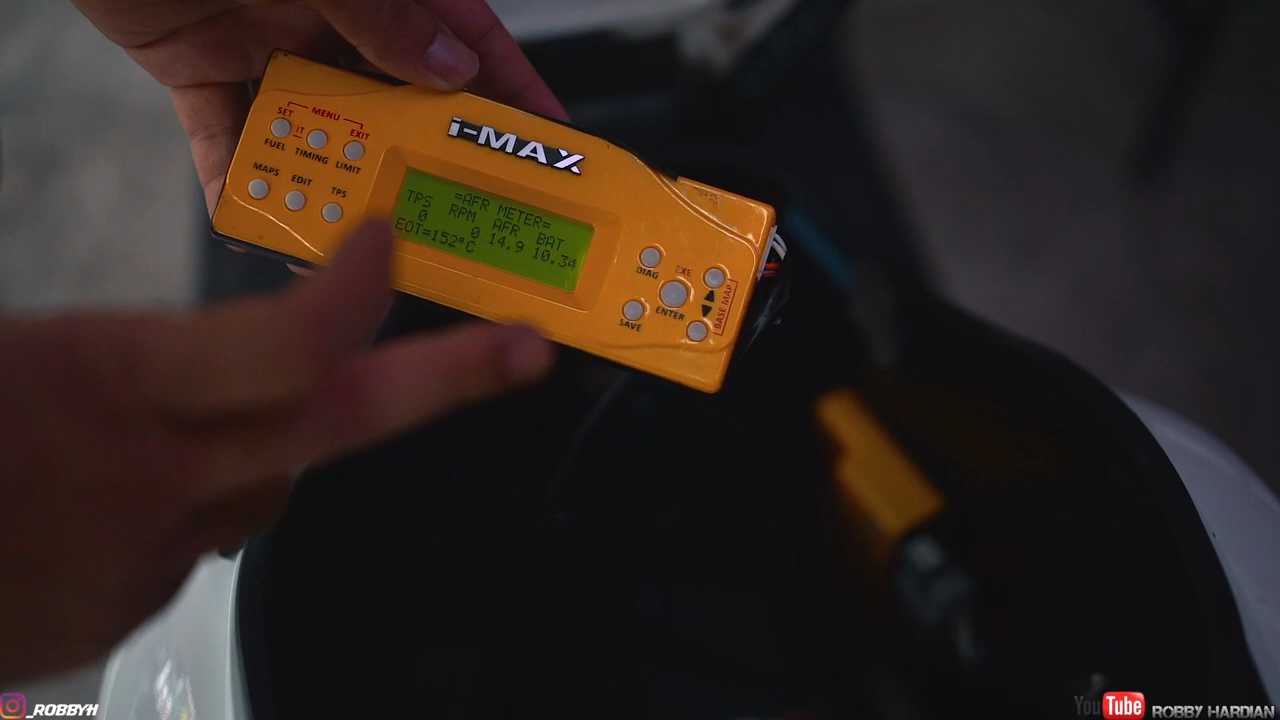 i-MAX
SET MENU EXIT
IT
FUEL TIMING LIMIT
MAPS EDIT TPS
=AFR METER=
TPS RPM AFR BAT
0 0 14.9 10.34
EOT=152°C
DIAG EXE
ENTER
SAVE
BASE MAP
_ROBBYH
YouTube ROBBY HARDIAN